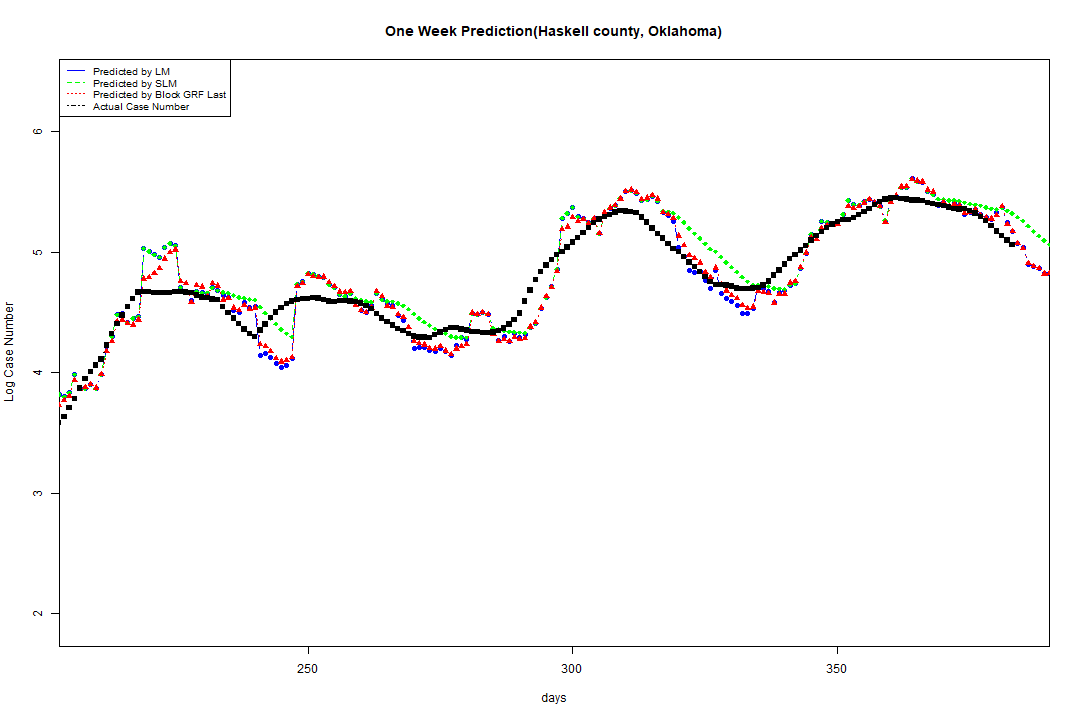 One Week Prediction(Haskell county, Oklahoma)
Predicted by LM
Predicted by SLM
Predicted by Block GRF Last
Actual Case Number
Log Case Number
6
5
4
3
2
250
300
350
days